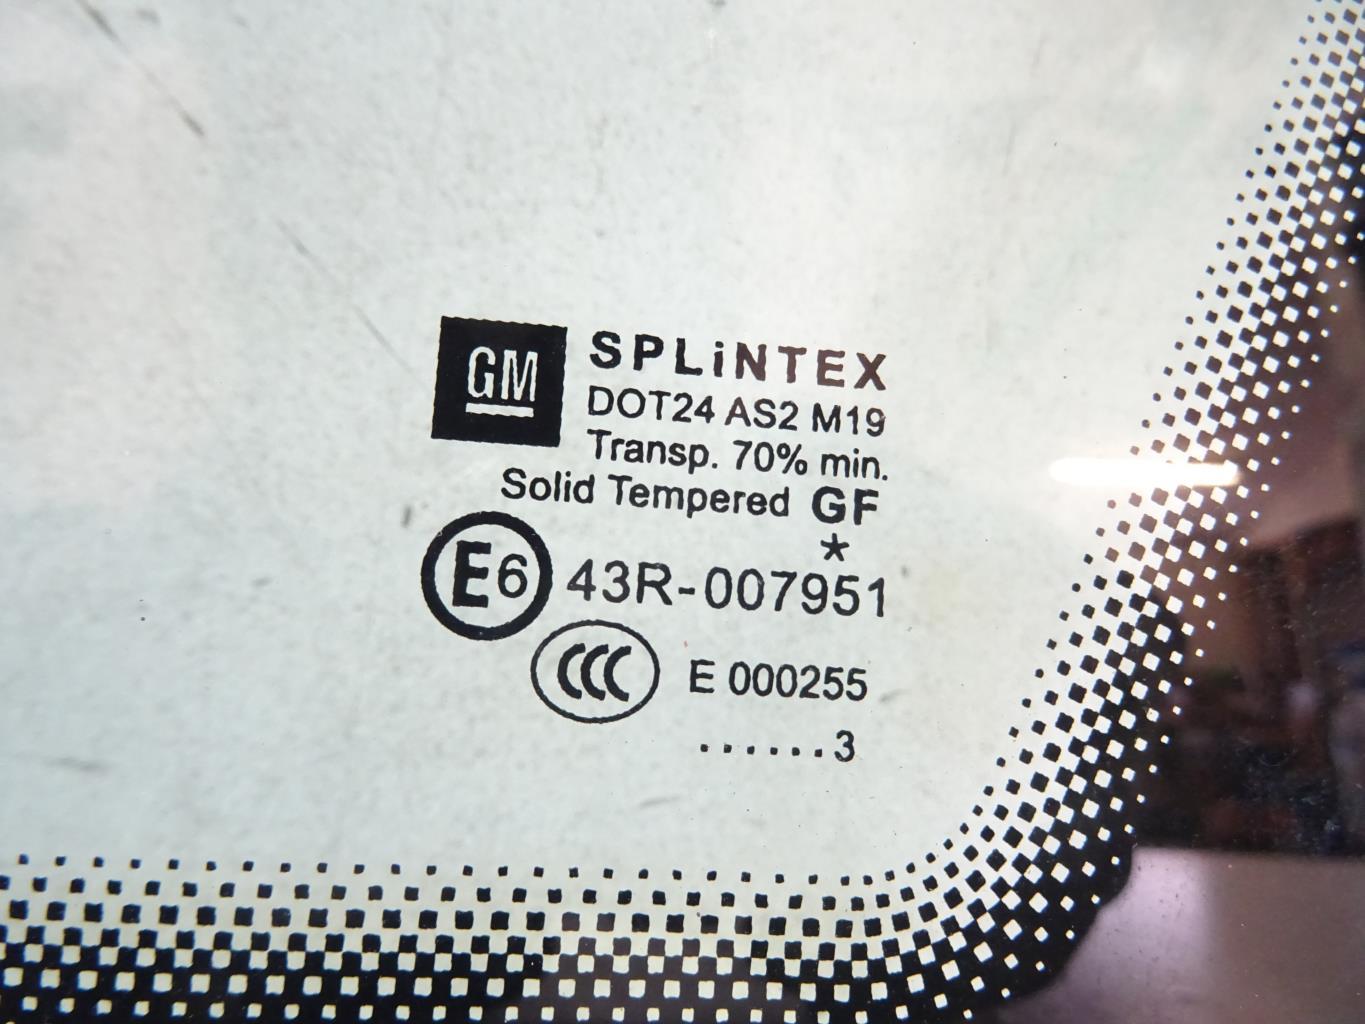 GM
SPLiNTEX
DOT24 AS2 M19
Transp. 70% min.
Solid Tempered GF
*
E6 43R-007951
CCC E 000255
......3